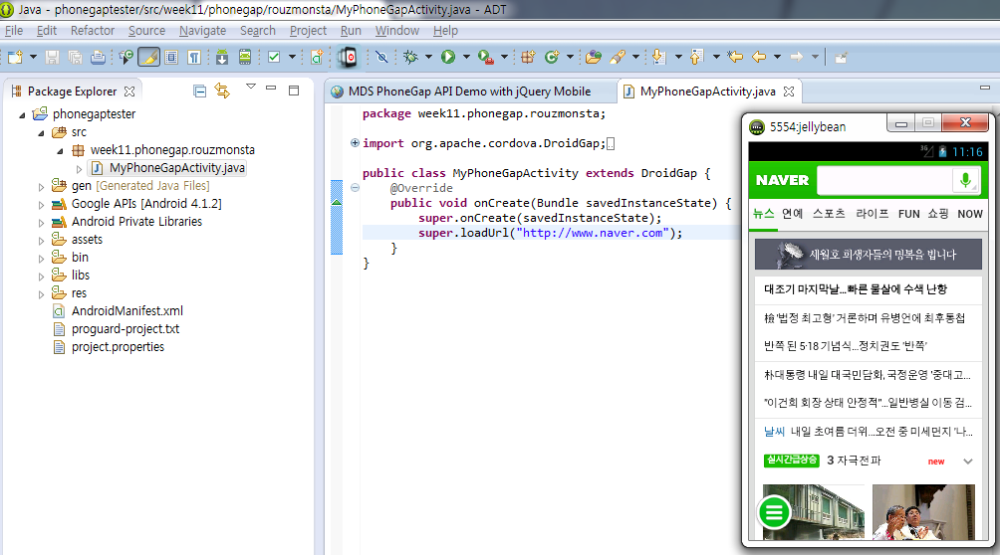 Java - phonegaptester/src/week11/phonegap/rouzmonsta/MyPhoneGapActivity.java - ADT
File Edit Refactor Source Navigate Search Project Run Window Help
Package Explorer
phonegaptester
src
week11.phonegap.rouzmonsta
MyPhoneGapActivity.java
gen [Generated Java Files]
Google APIs [Android 4.1.2]
Android Private Libraries
assets
bin
libs
res
AndroidManifest.xml
proguard-project.txt
project.properties
MDS PhoneGap API Demo with jQuery Mobile
MyPhoneGapActivity.java
package week11.phonegap.rouzmonsta;
import org.apache.cordova.DroidGap;
public class MyPhoneGapActivity extends DroidGap {
@Override
public void onCreate(Bundle savedInstanceState) {
super.onCreate(savedInstanceState);
super.loadUrl("http://www.naver.com");
}
}
5554:jellybean
3G 11:16
NAVER
뉴스 연예 스포츠 라이프 FUN 쇼핑 NOW
세월호 희생자들의 명복을 빕니다
대조기 마지막날...빠른 물살에 수색 난항
檢 '법정 최고형' 거론하며 유병언에 최후통첩
반쪽 된 5·18 기념식...정치권도 '반쪽'
朴대통령 내일 대국민담화, 국정운영 '중대고...
"이건희 회장 상태 안정적"...일반병실 이동 검...
날씨 내일 초여름 더위...오전 중 미세먼지 '나...
실시간급상승 3 자극전파 new